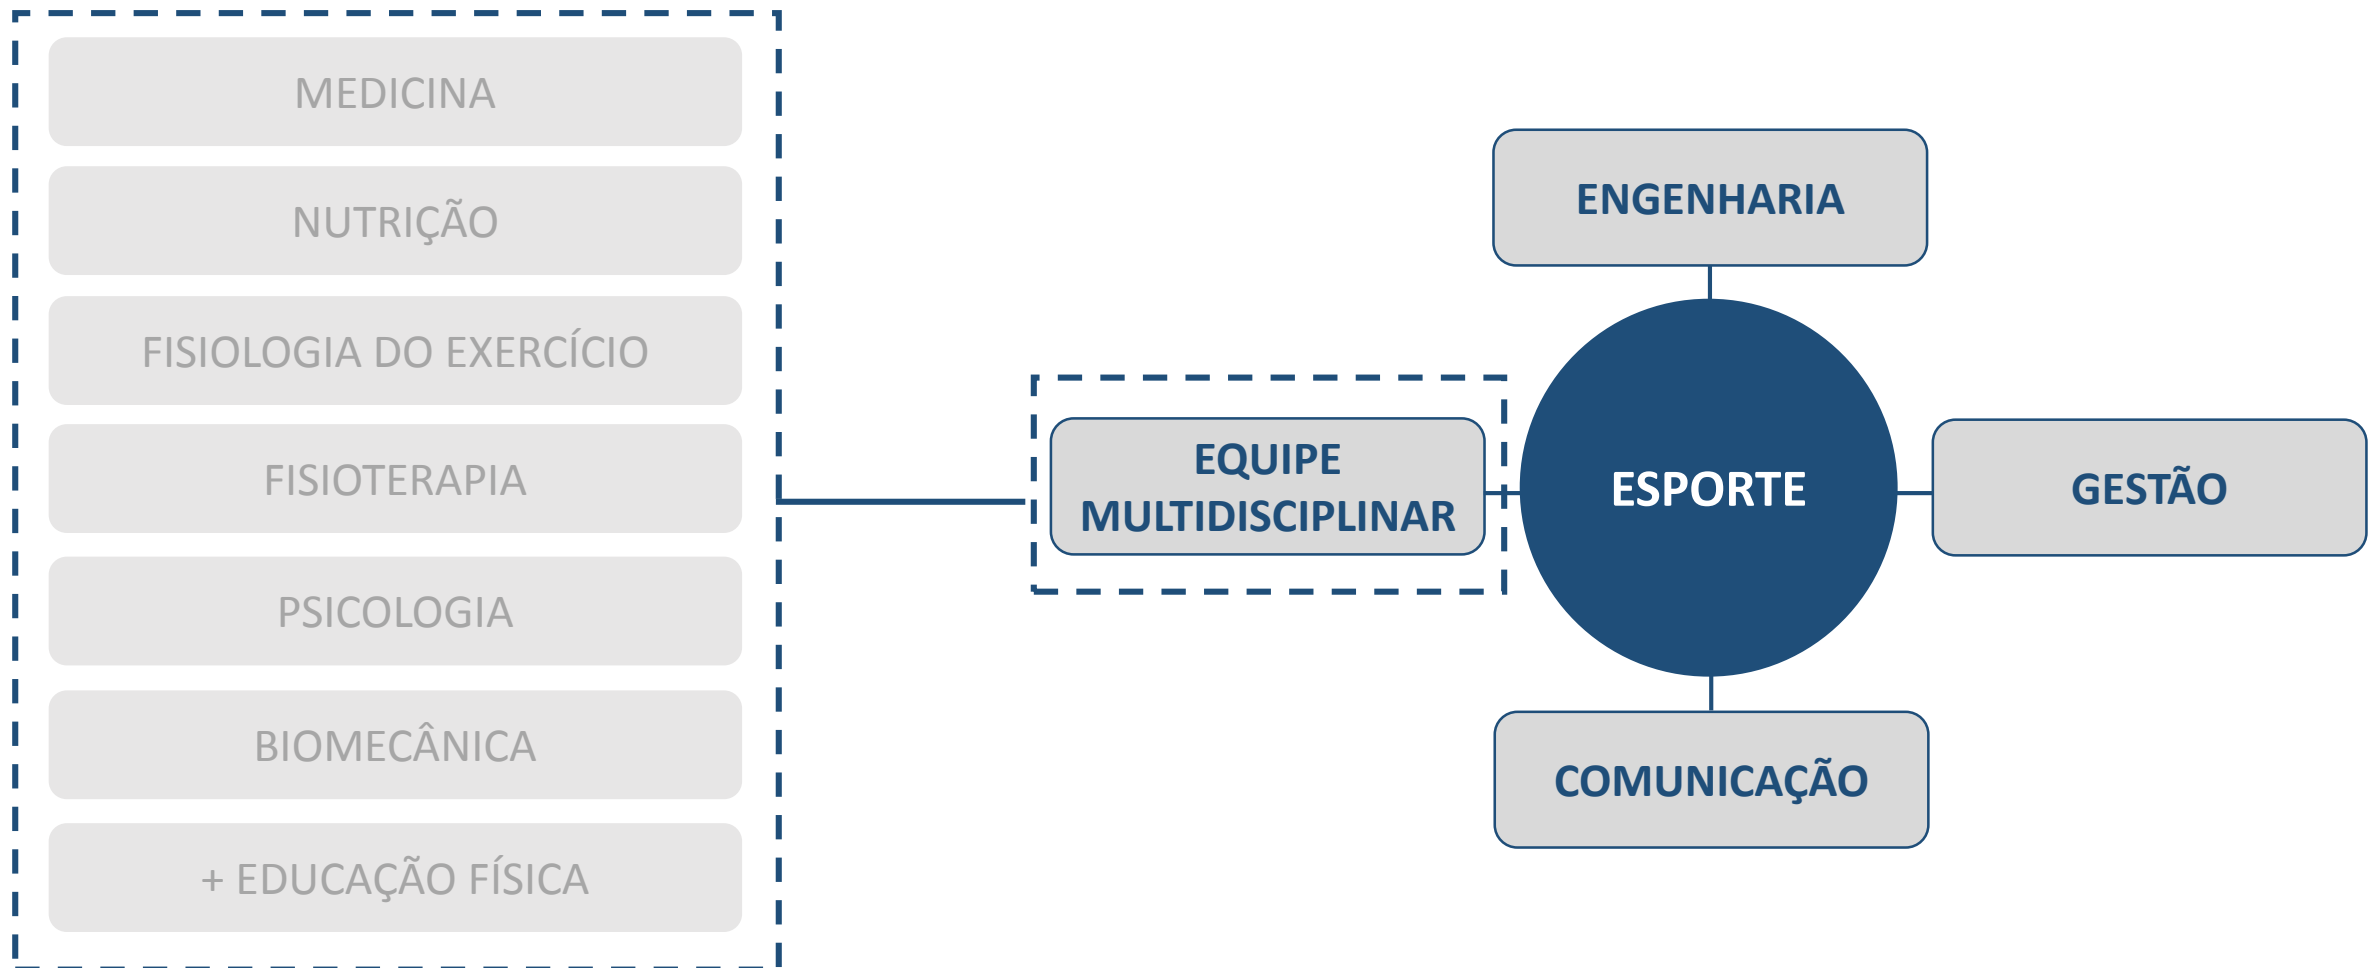 MEDICINA
NUTRIÇÃO
FISIOLOGIA DO EXERCÍCIO
FISIOTERAPIA
PSICOLOGIA
BIOMECÂNICA
+ EDUCAÇÃO FÍSICA
EQUIPE
MULTIDISCIPLINAR
ENGENHARIA
ESPORTE
GESTÃO
COMUNICAÇÃO